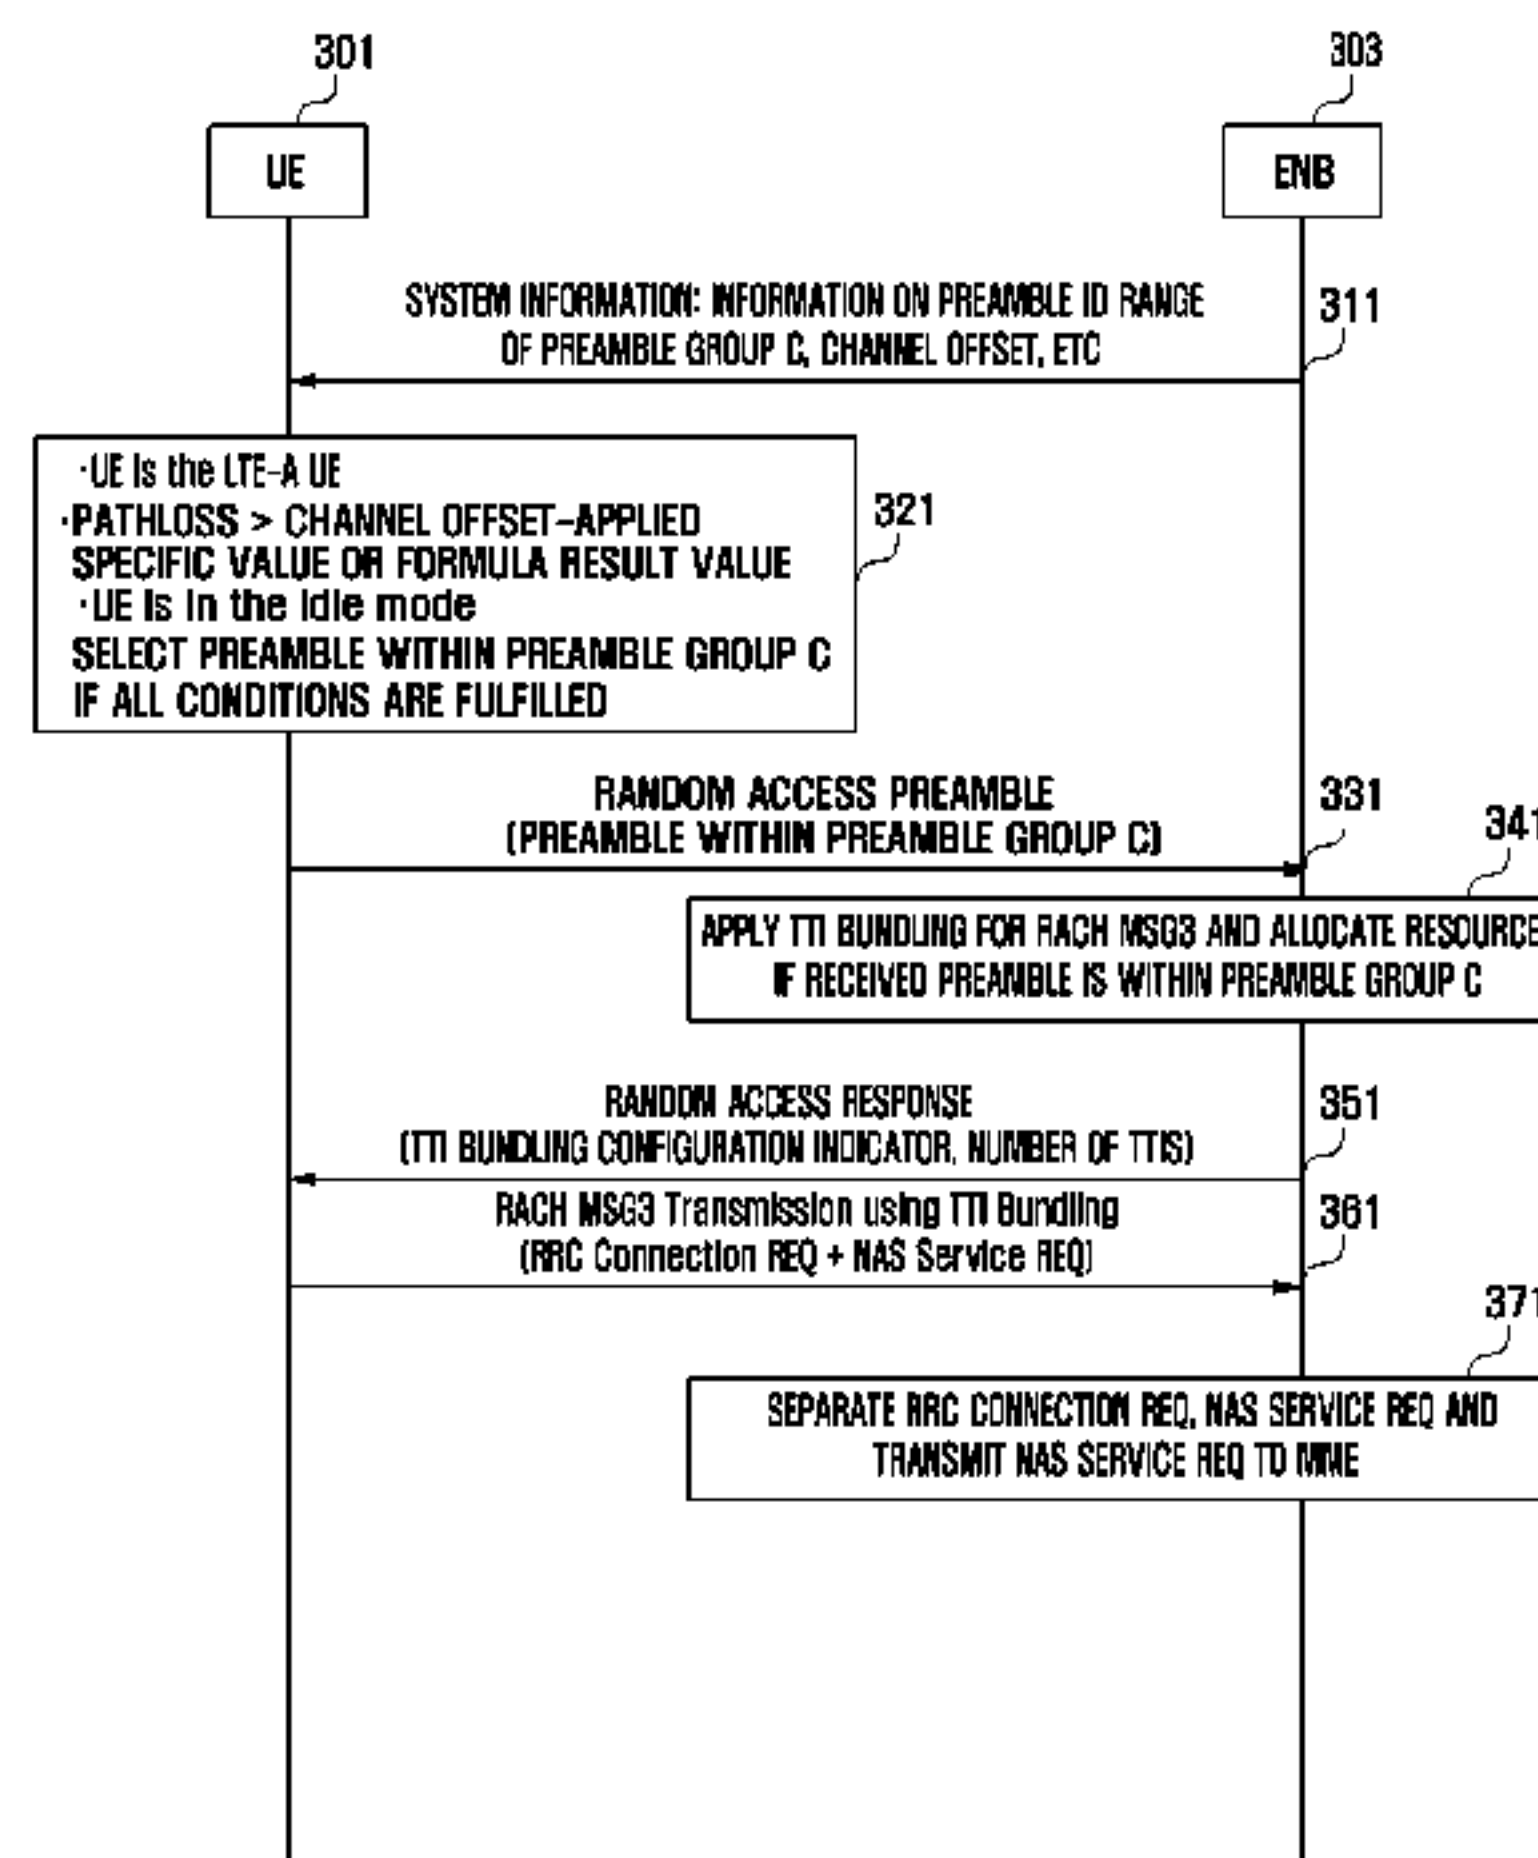 301
303
UE
ENB
SYSTEM INFORMATION: INFORMATION ON PREAMBLE ID RANGE
OF PREAMBLE GROUP C, CHANNEL OFFSET, ETC
311
·UE is the LTE-A UE
·PATHLOSS > CHANNEL OFFSET-APPLIED
SPECIFIC VALUE OR FORMULA RESULT VALUE
·UE is in the idle mode
SELECT PREAMBLE WITHIN PREAMBLE GROUP C
IF ALL CONDITIONS ARE FULFILLED
321
RANDOM ACCESS PREAMBLE
(PREAMBLE WITHIN PREAMBLE GROUP C)
331
341
APPLY TTI BUNDLING FOR RACH MSG3 AND ALLOCATE RESOURCE
IF RECEIVED PREAMBLE IS WITHIN PREAMBLE GROUP C
RANDOM ACCESS RESPONSE
(TTI BUNDLING CONFIGURATION INDICATOR, NUMBER OF TTIS)
351
RACH MSG3 Transmission using TTI Bundling
(RRC Connection REQ + NAS Service REQ)
361
371
SEPARATE RRC CONNECTION REQ, NAS SERVICE REQ AND
TRANSMIT NAS SERVICE REQ TO MME